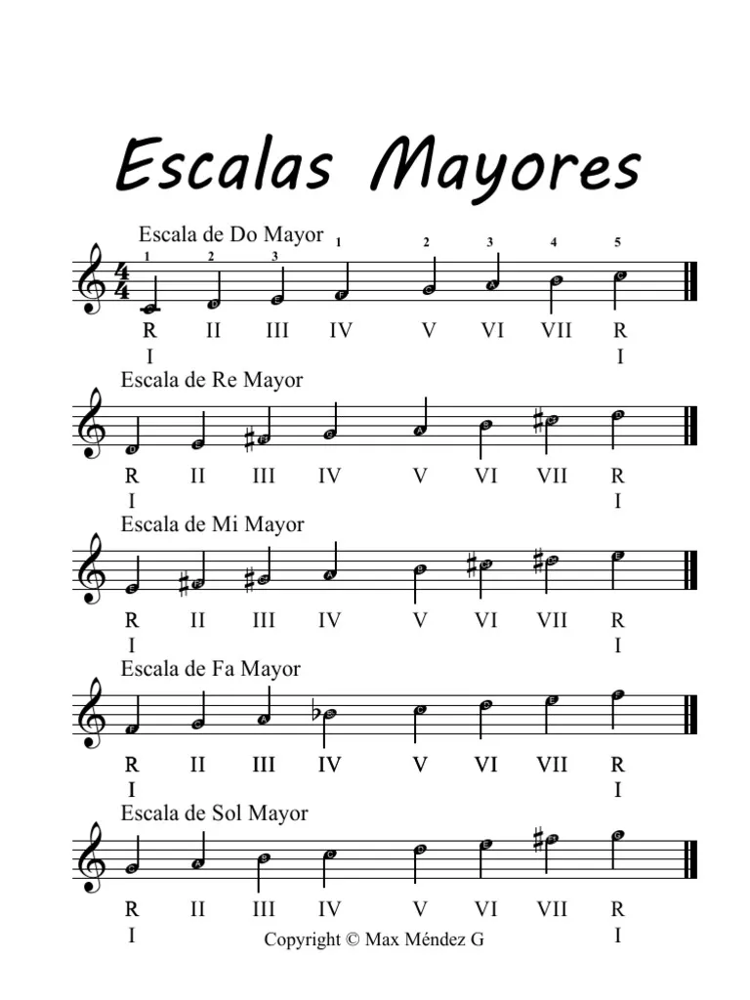 Escalas Mayores
Escala de Do Mayor
1 2 3 1 2 3 4 5
4
4
C D E F G A B C
R II III IV V VI VII R
I I
Escala de Re Mayor
D E F# G A B C# D
R II III IV V VI VII R
I I
Escala de Mi Mayor
E F# G# A B C# D# E
R II III IV V VI VII R
I I
Escala de Fa Mayor
F G A B C D E F
R II III IV V VI VII R
I I
Escala de Sol Mayor
G A B C D E G
R II III IV V VI VII R
I I
Copyright © Max Méndez G